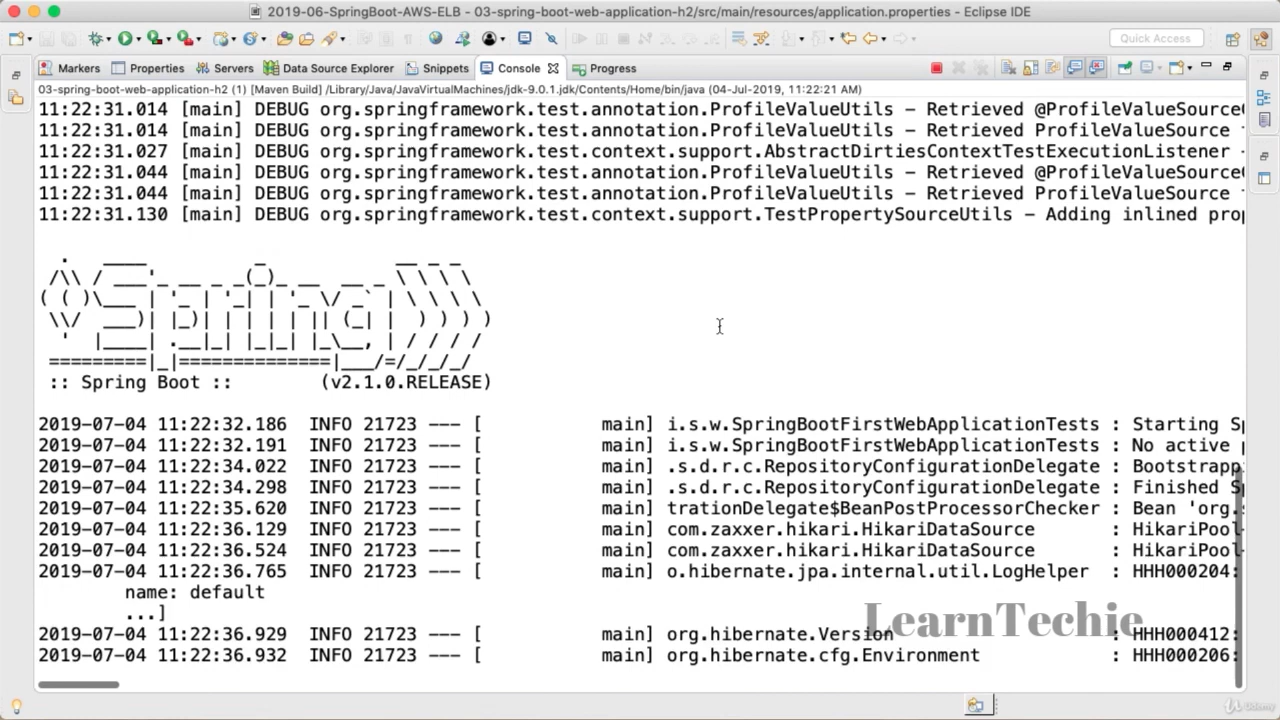 2019-06-SpringBoot-AWS-ELB - 03-spring-boot-web-application-h2/src/main/resources/application.properties - Eclipse IDE
Quick Access
Markers Properties Servers Data Source Explorer Snippets Console Progress
03-spring-boot-web-application-h2 (1) [Maven Build] /Library/Java/JavaVirtualMachines/jdk-9.0.1.jdk/Contents/Home/bin/java (04-Jul-2019, 11:22:21 AM)
11:22:31.014 [main] DEBUG org.springframework.test.annotation.ProfileValueUtils - Retrieved @ProfileValueSource
11:22:31.014 [main] DEBUG org.springframework.test.annotation.ProfileValueUtils - Retrieved ProfileValueSource
11:22:31.027 [main] DEBUG org.springframework.test.context.support.AbstractDirtiesContextTestExecutionListener -
11:22:31.044 [main] DEBUG org.springframework.test.annotation.ProfileValueUtils - Retrieved @ProfileValueSource
11:22:31.044 [main] DEBUG org.springframework.test.annotation.ProfileValueUtils - Retrieved ProfileValueSource
11:22:31.130 [main] DEBUG org.springframework.test.context.support.TestPropertySourceUtils - Adding inlined prop
Spring
:: Spring Boot :: (v2.1.0.RELEASE)
2019-07-04 11:22:32.186 INFO 21723 --- [ main] i.s.w.SpringBootFirstWebApplicationTests : Starting Sp
2019-07-04 11:22:32.191 INFO 21723 --- [ main] i.s.w.SpringBootFirstWebApplicationTests : No active p
2019-07-04 11:22:34.022 INFO 21723 --- [ main] .s.d.r.c.RepositoryConfigurationDelegate : Bootstrapp
2019-07-04 11:22:34.298 INFO 21723 --- [ main] .s.d.r.c.RepositoryConfigurationDelegate : Finished S
2019-07-04 11:22:35.620 INFO 21723 --- [ main] trationDelegate$BeanPostProcessorChecker : Bean 'org.s
2019-07-04 11:22:36.129 INFO 21723 --- [ main] com.zaxxer.hikari.HikariDataSource : HikariPool-
2019-07-04 11:22:36.524 INFO 21723 --- [ main] com.zaxxer.hikari.HikariDataSource : HikariPool-
2019-07-04 11:22:36.765 INFO 21723 --- [ main] o.hibernate.jpa.internal.util.LogHelper : HHH000204:
name: default
...]
LearnTechie
2019-07-04 11:22:36.929 INFO 21723 --- [ main] org.hibernate.Version : HHH000412:
2019-07-04 11:22:36.932 INFO 21723 --- [ main] org.hibernate.cfg.Environment : HHH000206:
Udemy